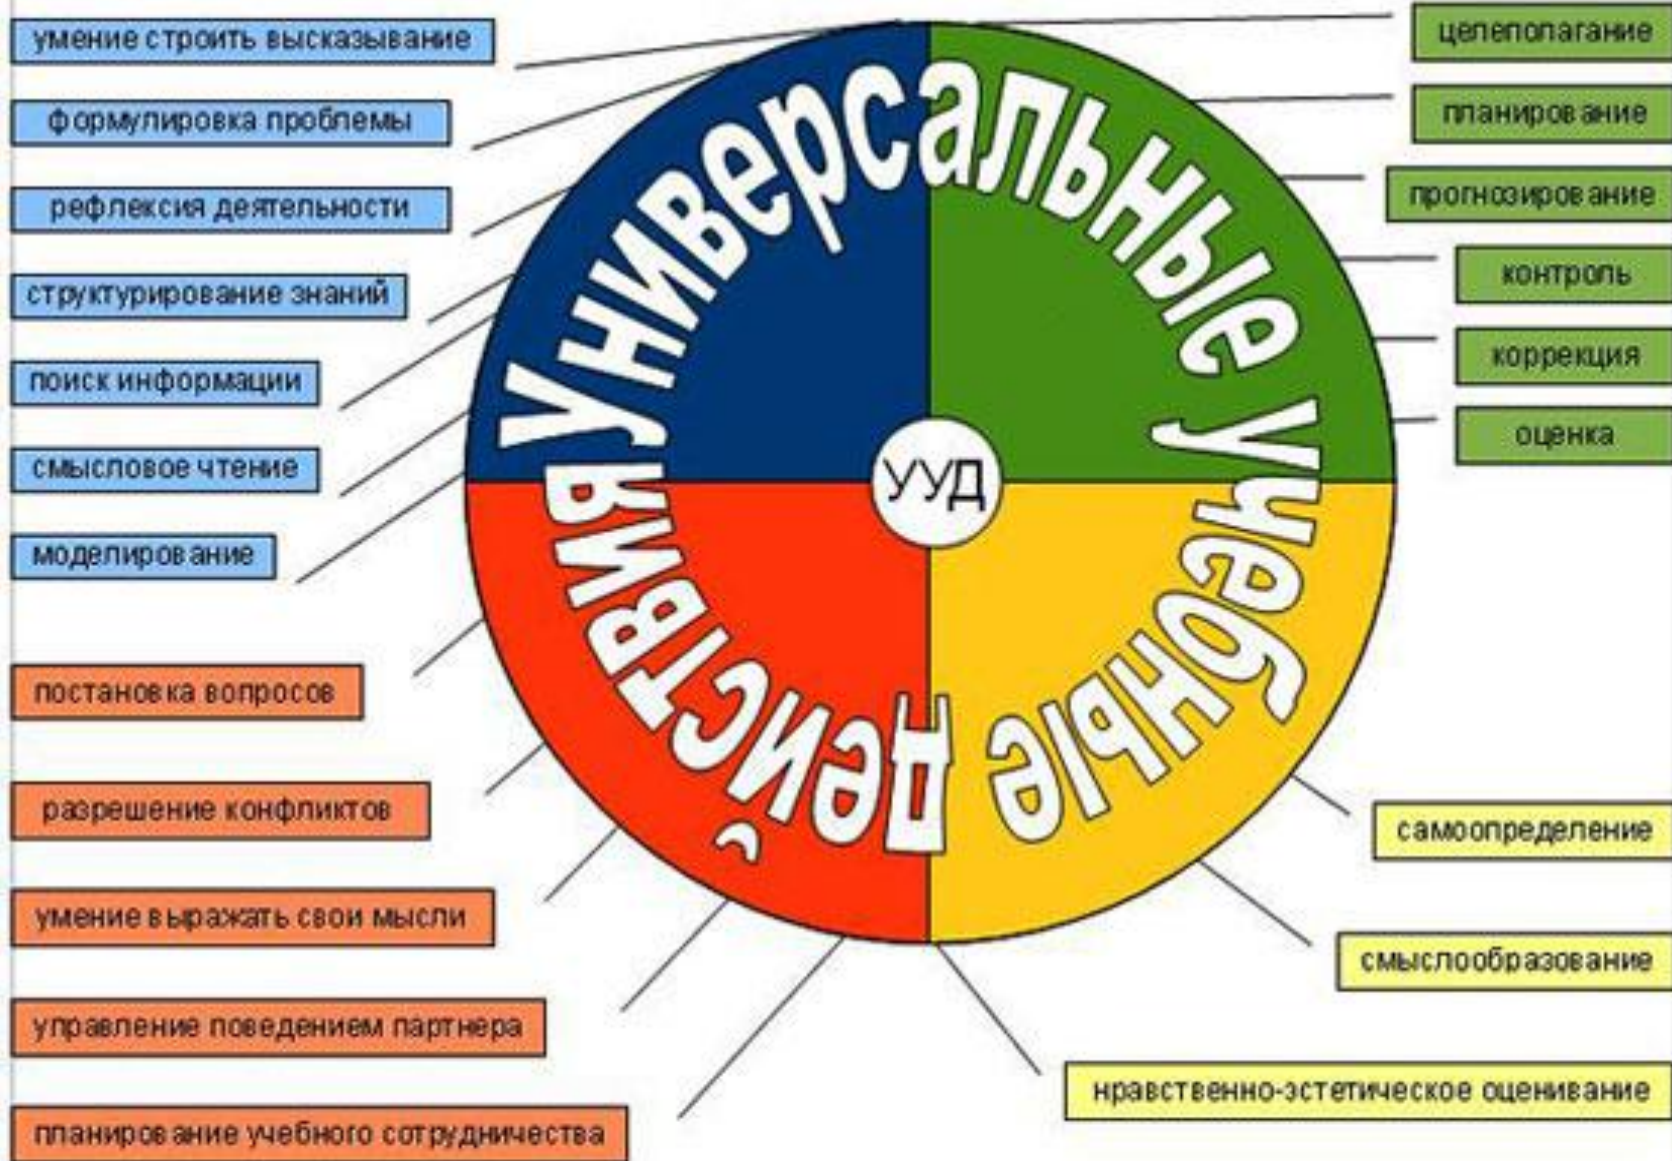 умение строить высказывание
формулировка проблемы
рефлексия деятельности
структурирование знаний
поиск информации
смысловое чтение
моделирование
постановка вопросов
разрешение конфликтов
умение выражать свои мысли
управление поведением партнера
планирование учебного сотрудничества
Универсальные учебные действия
УУД
целеполагание
планирование
прогнозирование
контроль
коррекция
оценка
самоопределение
смыслообразование
нравственно-эстетическое оценивание